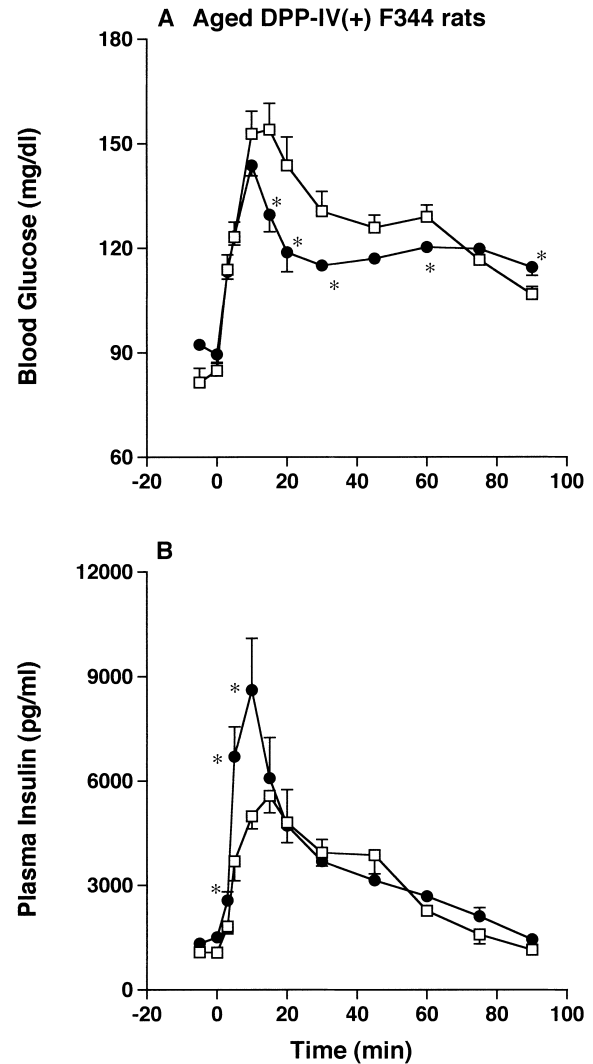 A Aged DPP-IV(+) F344 rats
180
150
120
90
60
Blood Glucose (mg/dl)
* * * * *
-20 0 20 40 60 80 100
B
12000
9000
6000
3000
0
Plasma Insulin (pg/ml)
* * *
-20 0 20 40 60 80 100
Time (min)